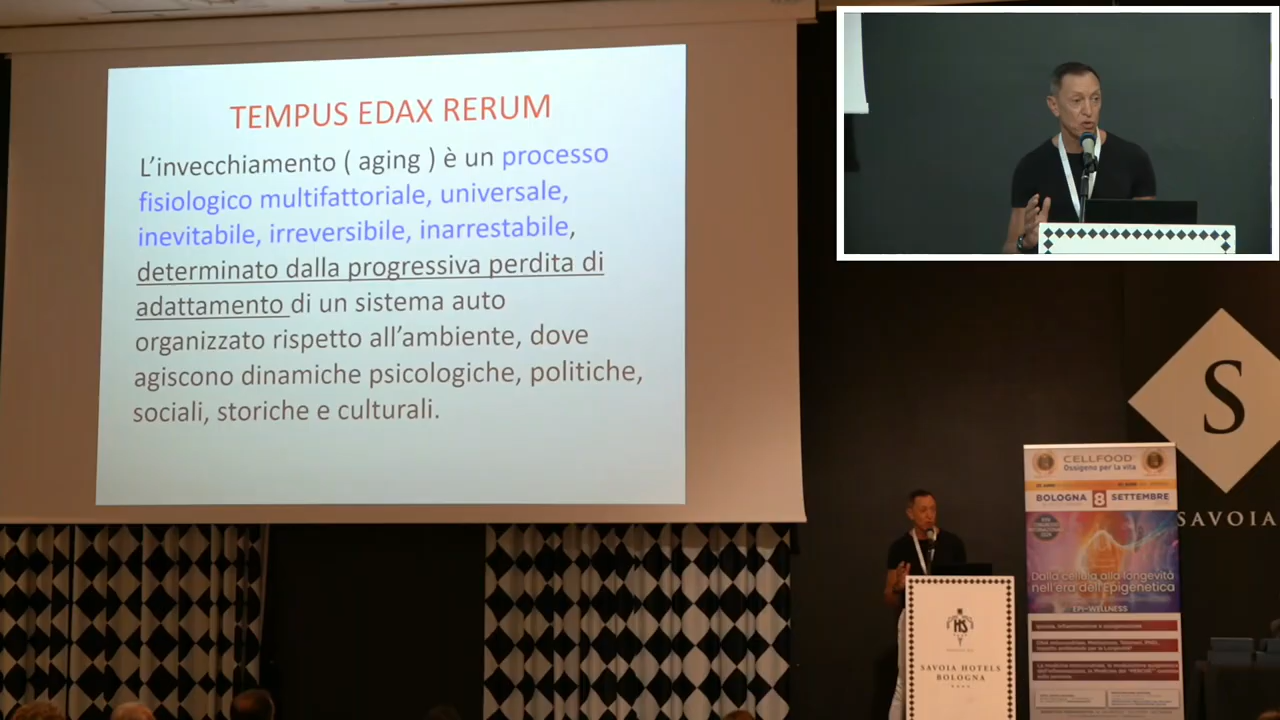 TEMPUS EDAX RERUM
L’invecchiamento ( aging ) è un processo
fisiologico multifattoriale, universale,
inevitabile, irreversibile, inarrestabile,
determinato dalla progressiva perdita di
adattamento di un sistema auto
organizzato rispetto all’ambiente, dove
agiscono dinamiche psicologiche, politiche,
sociali, storiche e culturali.
S
SAVOIA
CELLFOOD
Ossigeno per la vita
BOLOGNA 8 SETTEMBRE
Dalla cellula alla longevità
nell'era dell'Epigenetica
EPI-WELLNESS
HS
SAVOIA HOTELS
BOLOGNA